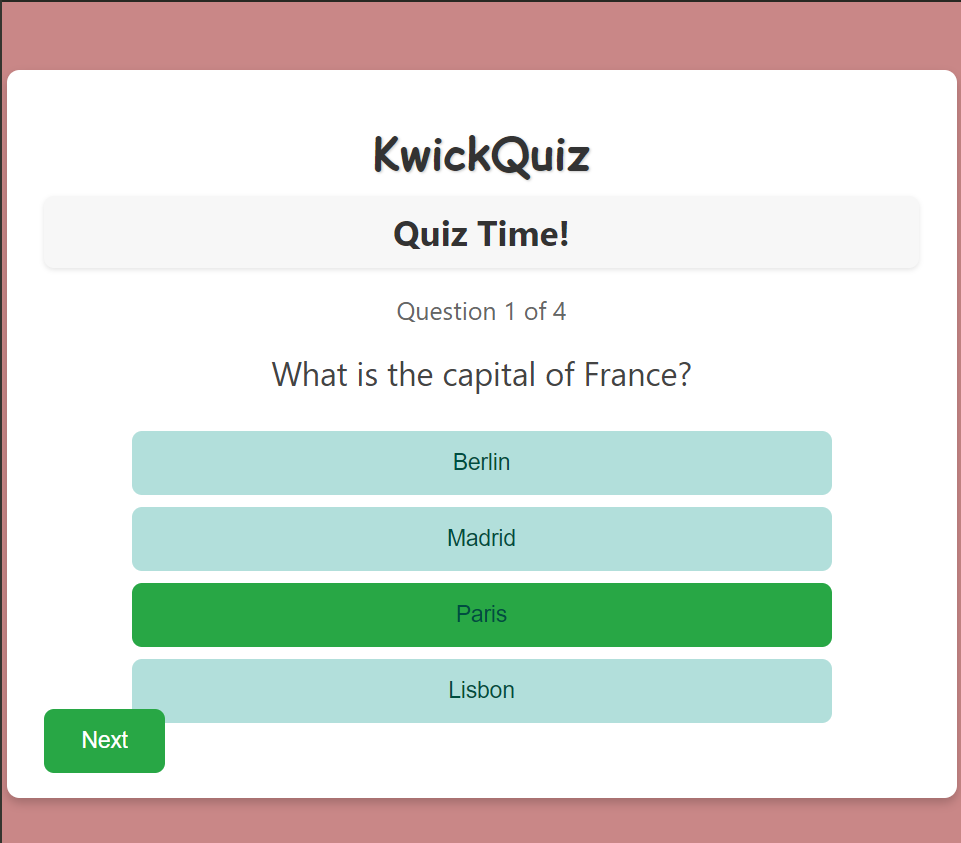 KwickQuiz
Quiz Time!
Question 1 of 4
What is the capital of France?
Berlin
Madrid
Paris
Lisbon
Next